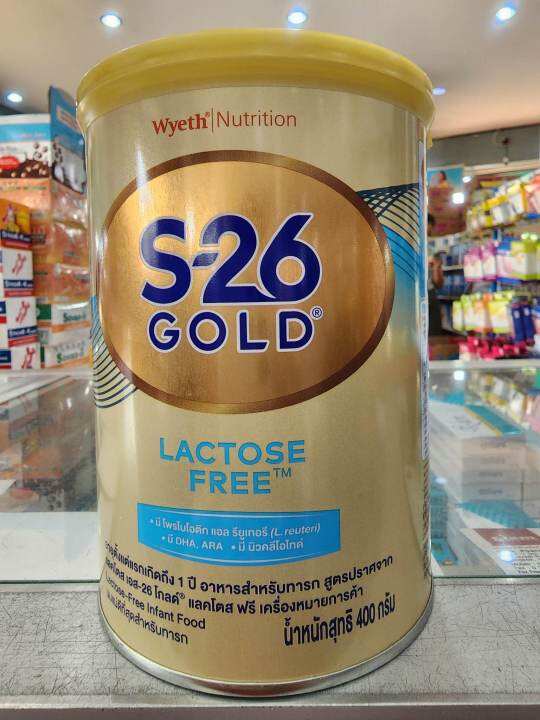 Wyeth® Nutrition
S-26
GOLD®
LACTOSE
FREE™
• มี โพรไบโอติก แอล รียูเทอรี (L. reuteri)
• มี DHA, ARA • มี นิวคลีโอไทด์
ตั้งแต่แรกเกิดถึง 1 ปี อาหารสำหรับทารก สูตรปราศจาก
แลคโตส เอส-26 โกลด์® แลคโตส ฟรี เครื่องหมายการค้า
Lactose-Free Infant Food
ที่สุดสำหรับทารก
น้ำหนักสุทธิ 400 กรัม